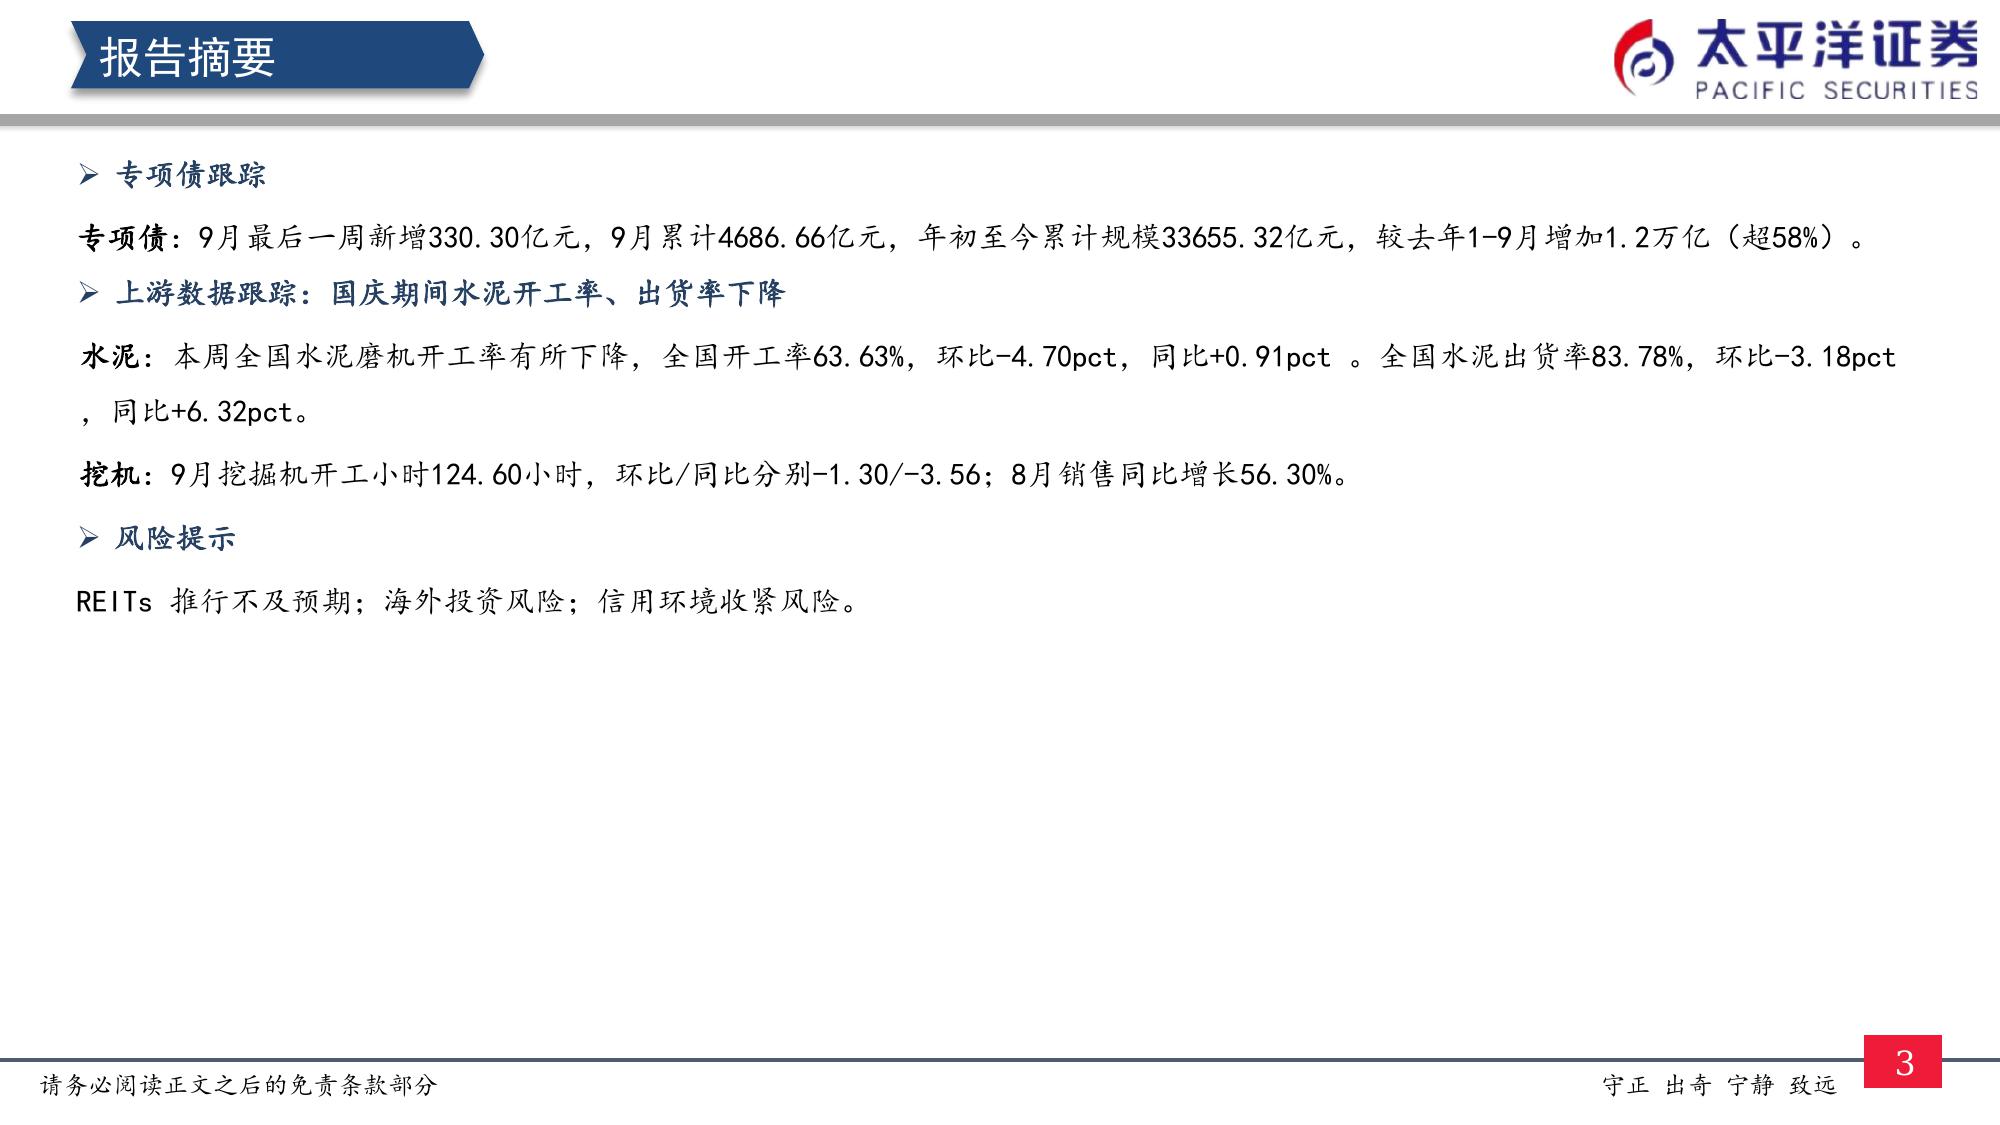 报告摘要
太平洋证券
PACIFIC SECURITIES
专项债跟踪
专项债：9月最后一周新增330.30亿元，9月累计4686.66亿元，年初至今累计规模33655.32亿元，较去年1-9月增加1.2万亿（超58%）。
上游数据跟踪：国庆期间水泥开工率、出货率下降
水泥：本周全国水泥磨机开工率有所下降，全国开工率63.63%，环比-4.70pct，同比+0.91pct 。全国水泥出货率83.78%，环比-3.18pct
，同比+6.32pct。
挖机：9月挖掘机开工小时124.60小时，环比/同比分别-1.30/-3.56；8月销售同比增长56.30%。
风险提示
REITs 推行不及预期；海外投资风险；信用环境收紧风险。
请务必阅读正文之后的免责条款部分
守正 出奇 宁静 致远
3